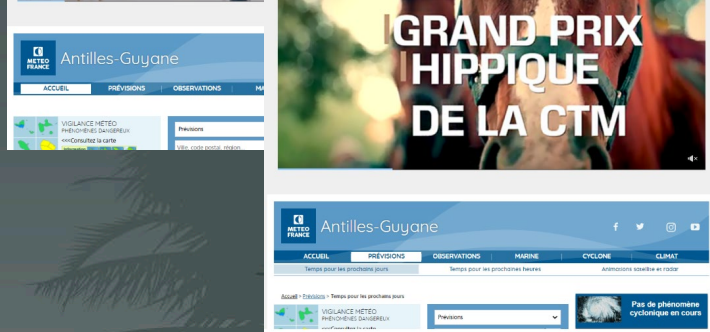 METEO
FRANCE
Antilles-Guyane
ACCUEIL
PRÉVISIONS
OBSERVATIONS
MA
VIGILANCE MÉTÉO
PHÉNOMÈNES DANGEREUX
»»»Consultez la carte
Prévisions
Ville, code postal, région...
GRAND PRIX
HIPPIQUE
DE LA CTM
METEO
FRANCE
Antilles-Guyane
ACCUEIL
PRÉVISIONS
OBSERVATIONS
MARINE
CYCLONE
CLIMAT
Temps pour les prochains jours
Temps pour les prochaines heures
Animations satellite et radar
Accueil > Prévisions > Temps pour les prochains jours
VIGILANCE MÉTÉO
PHÉNOMÈNES DANGEREUX
Prévisions
Pas de phénomène
cyclonique en cours